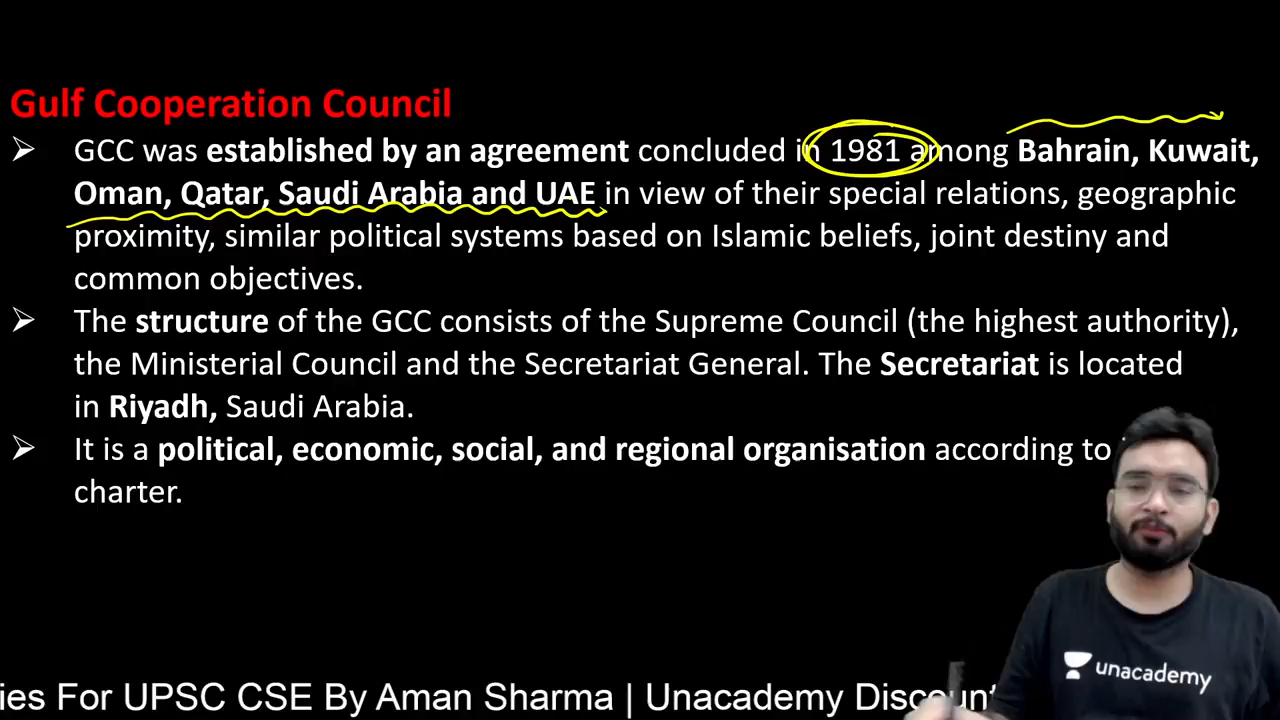 Gulf Cooperation Council
➢ GCC was established by an agreement concluded in 1981 among Bahrain, Kuwait,
Oman, Qatar, Saudi Arabia and UAE in view of their special relations, geographic
proximity, similar political systems based on Islamic beliefs, joint destiny and
common objectives.
➢ The structure of the GCC consists of the Supreme Council (the highest authority),
the Ministerial Council and the Secretariat General. The Secretariat is located
in Riyadh, Saudi Arabia.
➢ It is a political, economic, social, and regional organisation according to
charter.
unacademy
For UPSC CSE By Aman Sharma | Unacademy Discount